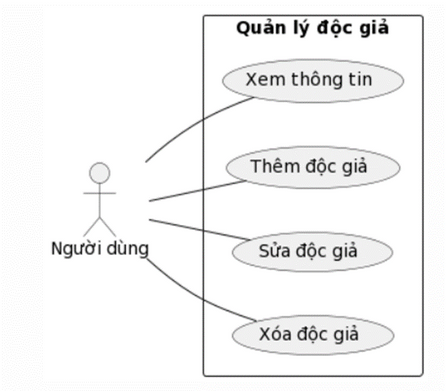 Quản lý độc giả
Xem thông tin
Thêm độc giả
Người dùng
Sửa độc giả
Xóa độc giả